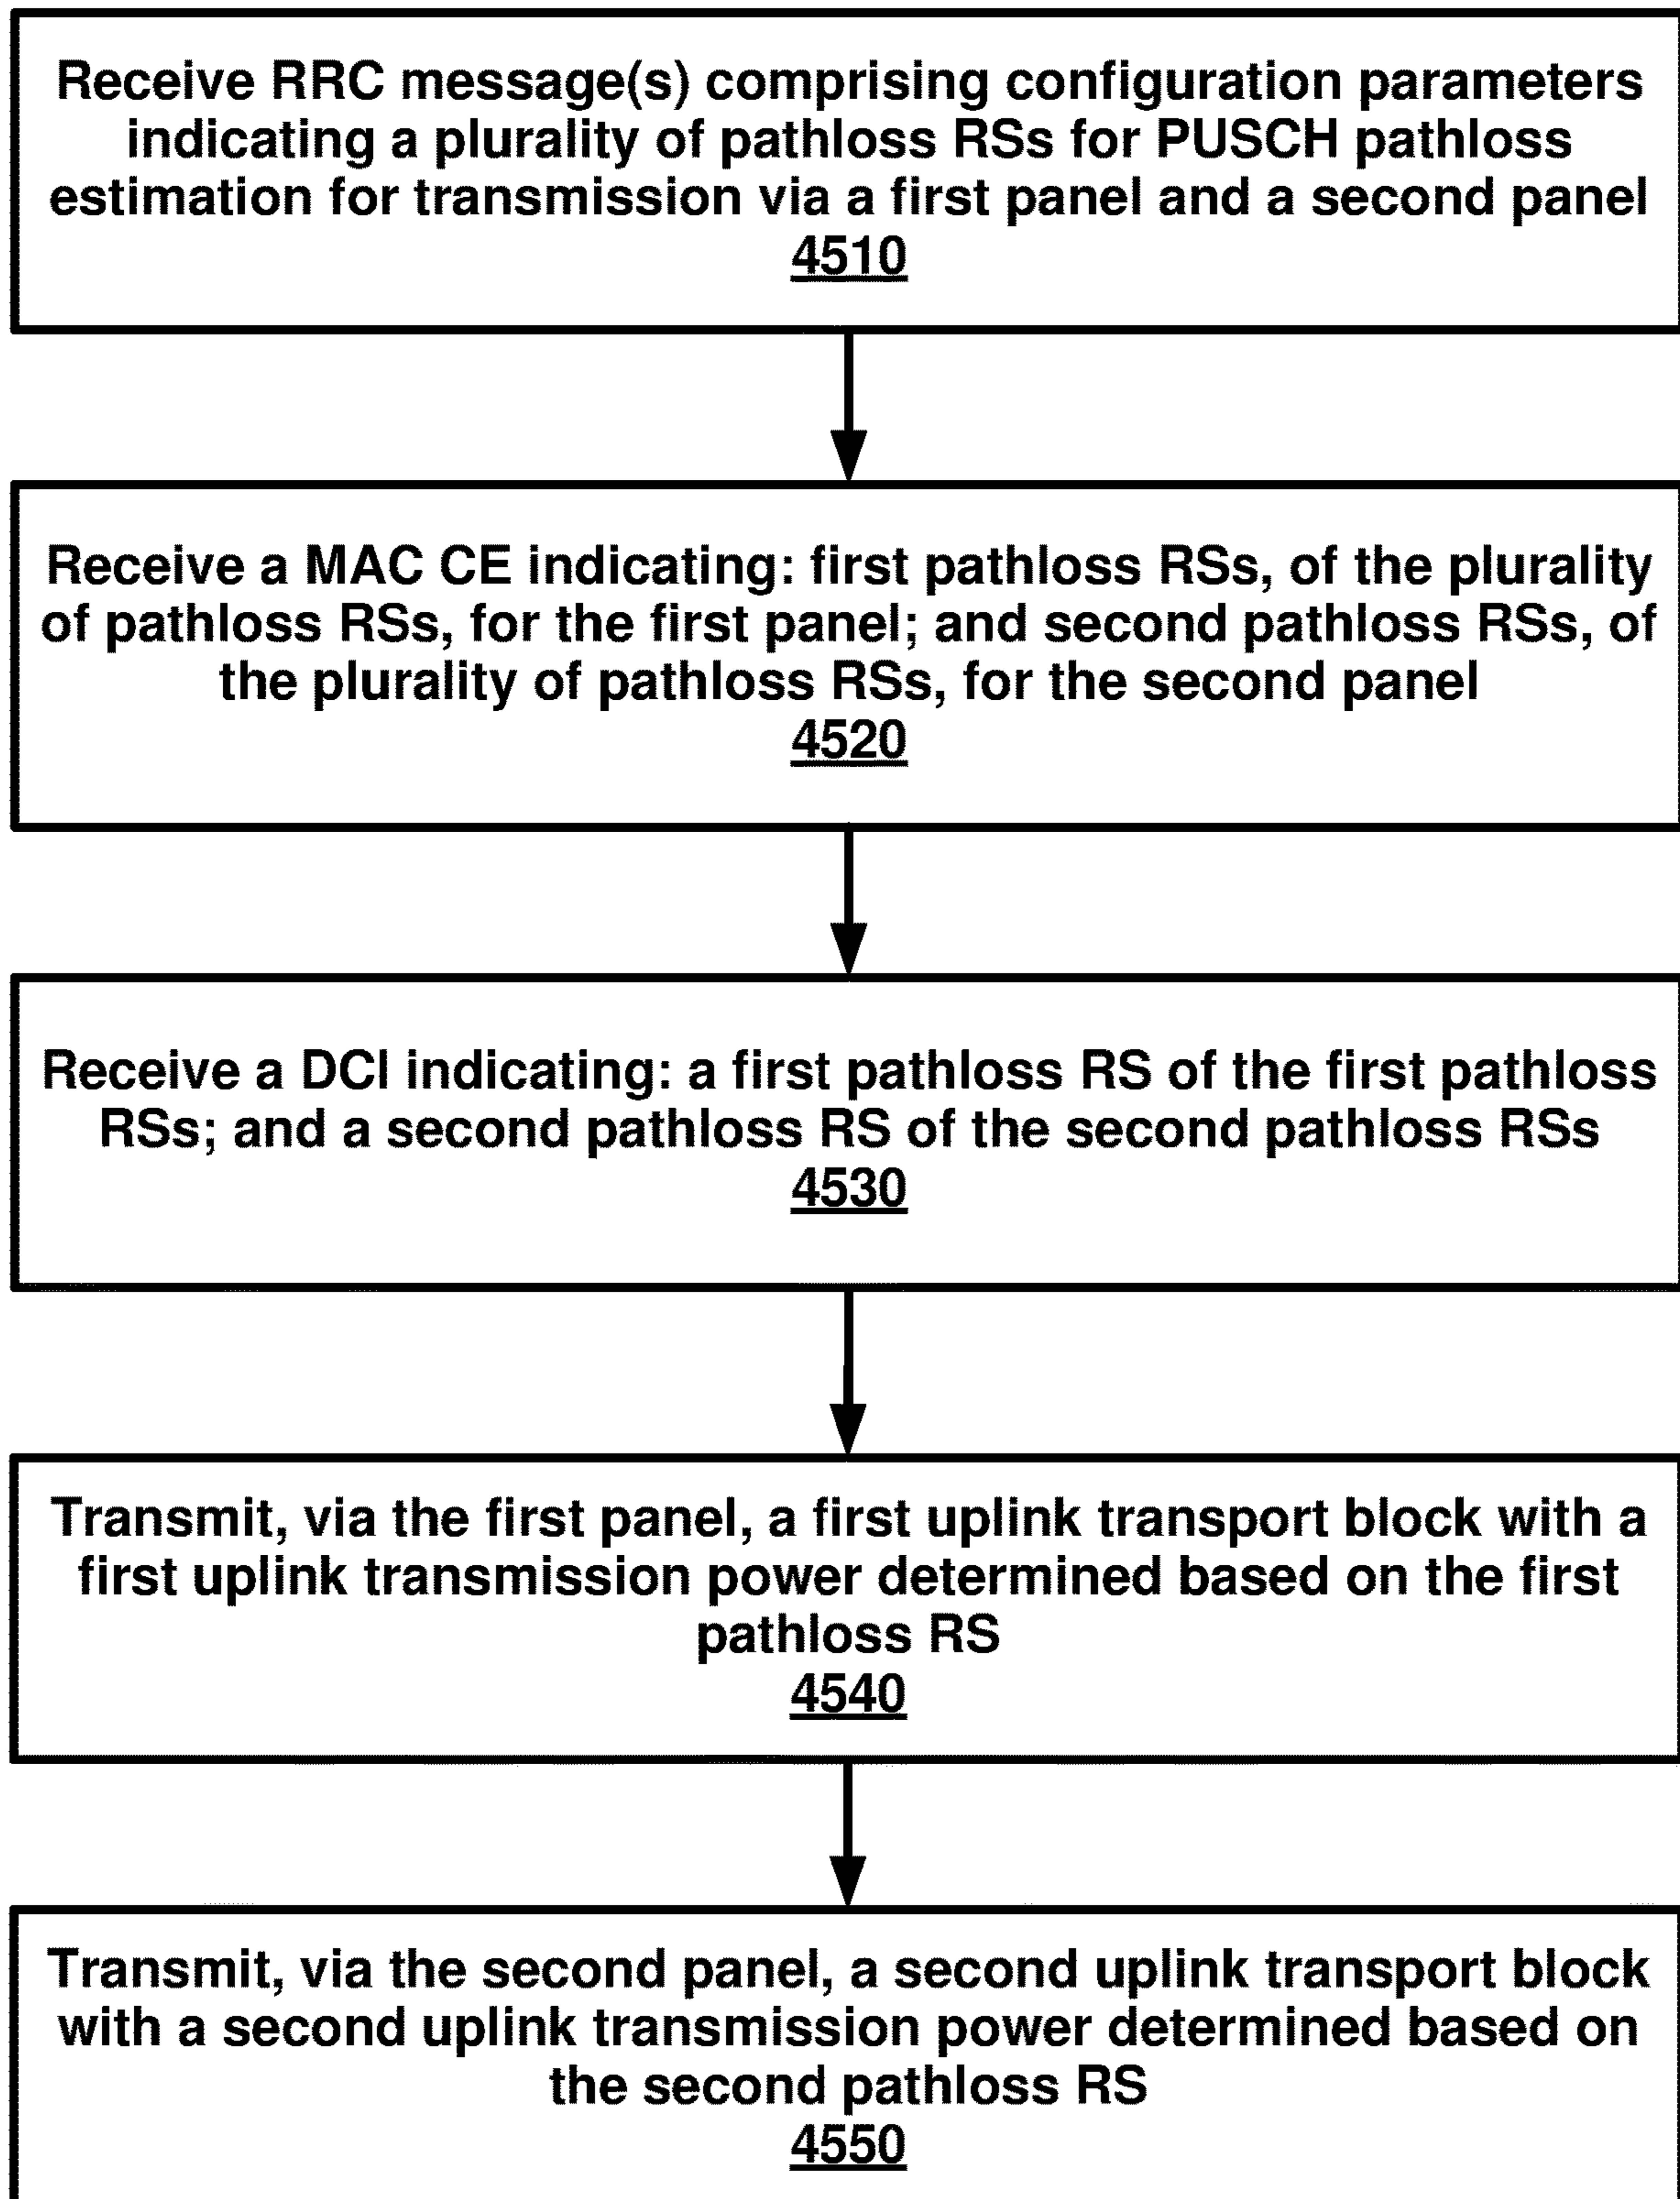 Receive RRC message(s) comprising configuration parameters
indicating a plurality of pathloss RSs for PUSCH pathloss
estimation for transmission via a first panel and a second panel
4510
Receive a MAC CE indicating: first pathloss RSs, of the plurality
of pathloss RSs, for the first panel; and second pathloss RSs, of
the plurality of pathloss RSs, for the second panel
4520
Receive a DCI indicating: a first pathloss RS of the first pathloss
RSs; and a second pathloss RS of the second pathloss RSs
4530
Transmit, via the first panel, a first uplink transport block with a
first uplink transmission power determined based on the first
pathloss RS
4540
Transmit, via the second panel, a second uplink transport block
with a second uplink transmission power determined based on
the second pathloss RS
4550